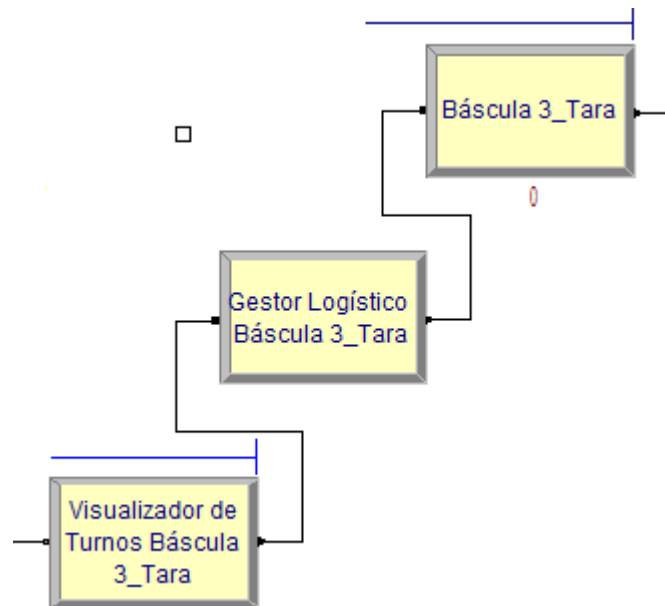 Báscula 3_Tara
0
Gestor Logístico
Báscula 3_Tara
Visualizador de
Turnos Báscula
3_Tara